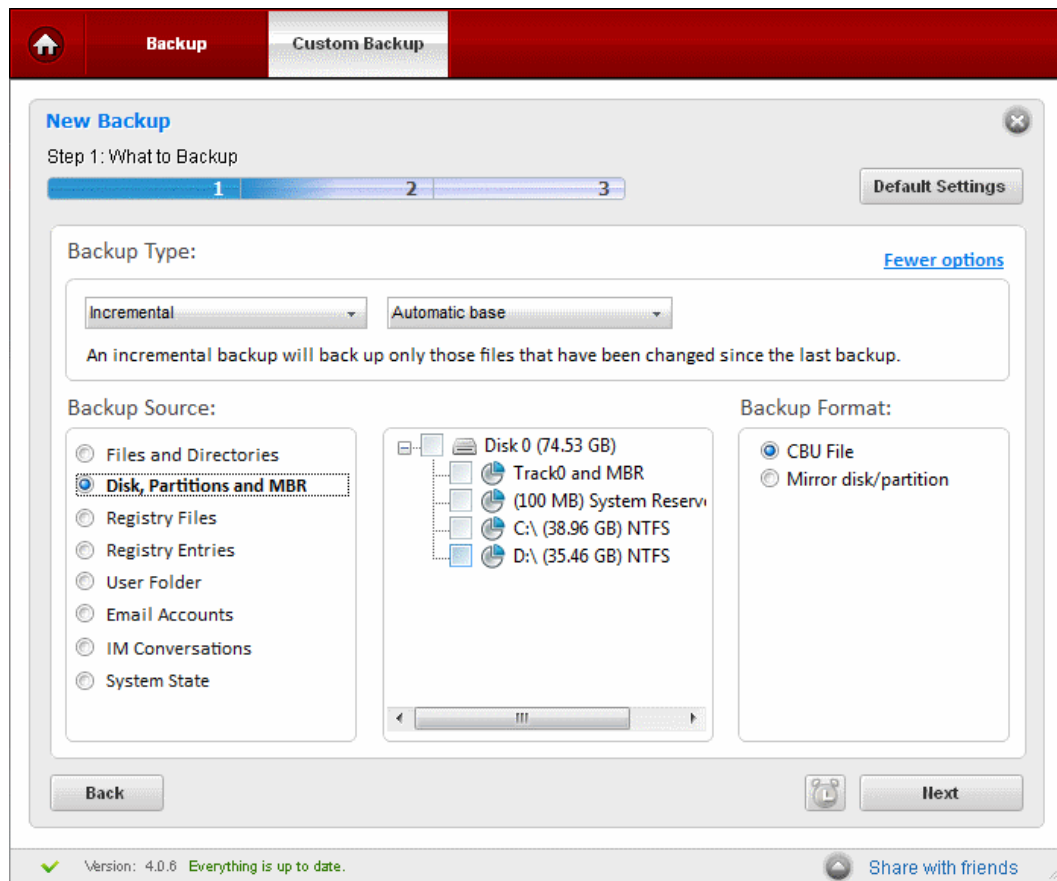 Backup
Custom Backup
New Backup
Step 1: What to Backup
1 2 3
Default Settings
Backup Type:
Fewer options
Incremental
Automatic base
An incremental backup will back up only those files that have been changed since the last backup.
Backup Source:
Files and Directories
Disk, Partitions and MBR
Registry Files
Registry Entries
User Folder
Email Accounts
IM Conversations
System State
Disk 0 (74.53 GB)
Track0 and MBR
(100 MB) System Reserv
C:\ (38.96 GB) NTFS
D:\ (35.46 GB) NTFS
Backup Format:
CBU File
Mirror disk/partition
Back
Next
Version: 4.0.6 Everything is up to date.
Share with friends